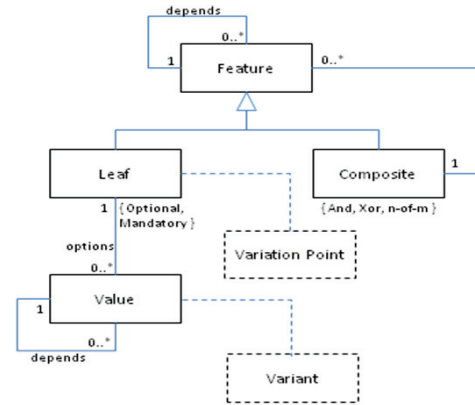 depends
0..*
1
Feature
0..*
Leaf
Composite
1
1
{Optional,
Mandatory }
{And, Xor, n-of-m }
options
Variation Point
0..*
Value
1
0..*
depends
Variant